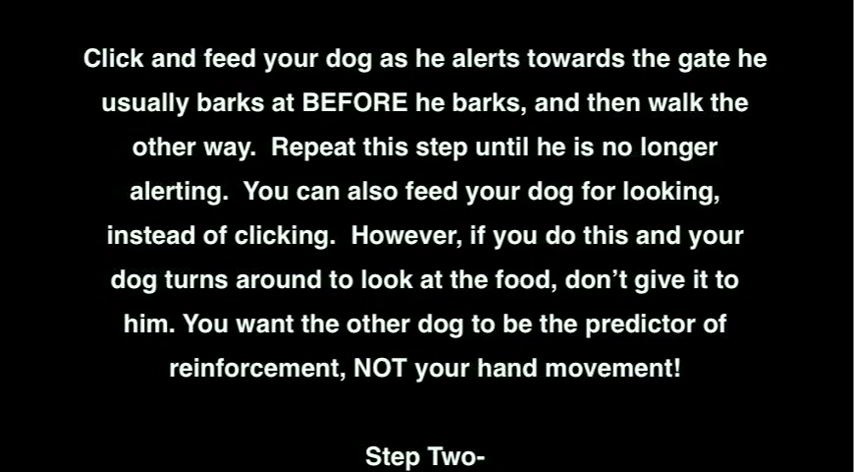 Click and feed your dog as he alerts towards the gate he
usually barks at BEFORE he barks, and then walk the
other way.  Repeat this step until he is no longer
alerting.  You can also feed your dog for looking,
instead of clicking.  However, if you do this and your
dog turns around to look at the food, don’t give it to
him. You want the other dog to be the predictor of
reinforcement, NOT your hand movement!
Step Two-